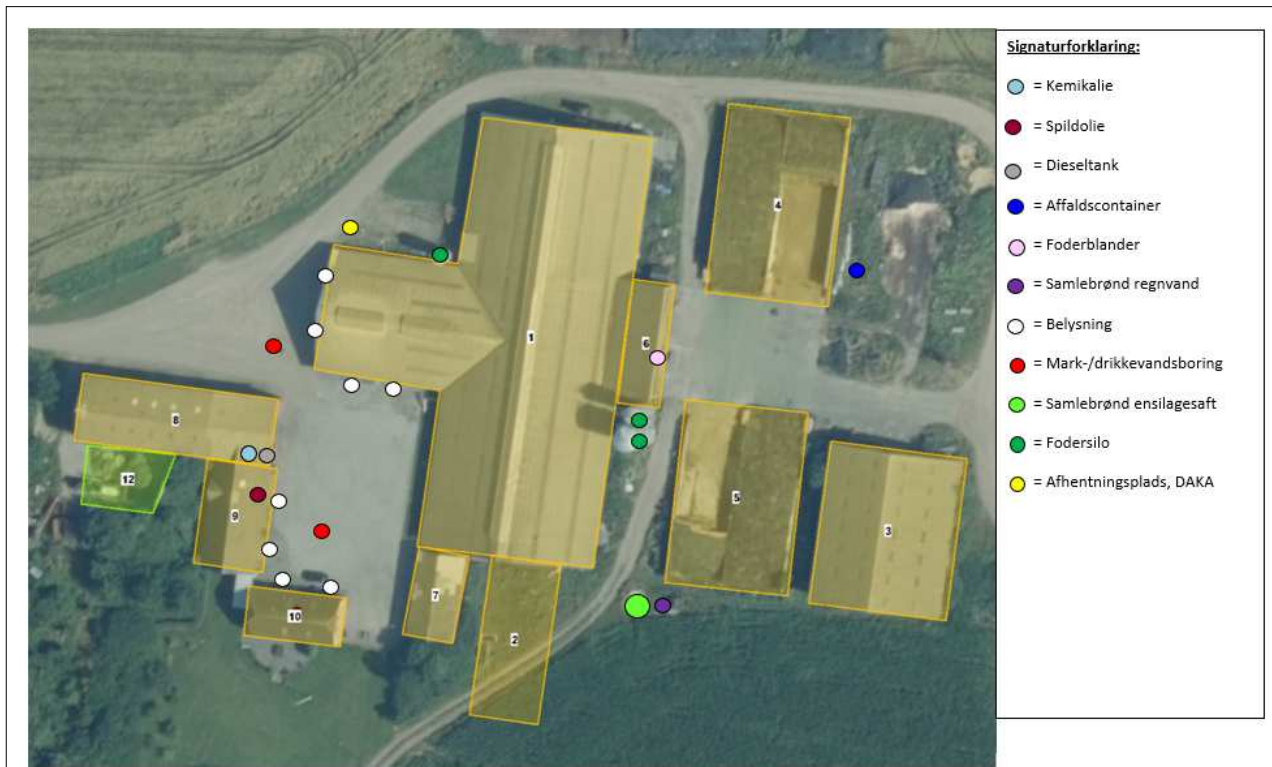 Signaturforklaring:
= Kemikalie
= Spildolie
= Dieseltank
= Affaldscontainer
= Foderblander
= Samlebrønd regnvand
= Belysning
= Mark-/drikkevandsboring
= Samlebrønd ensilagesaft
= Fodersilo
= Afhentningsplads, DAKA
4
1
6
8
12
9
5
3
7
10
2